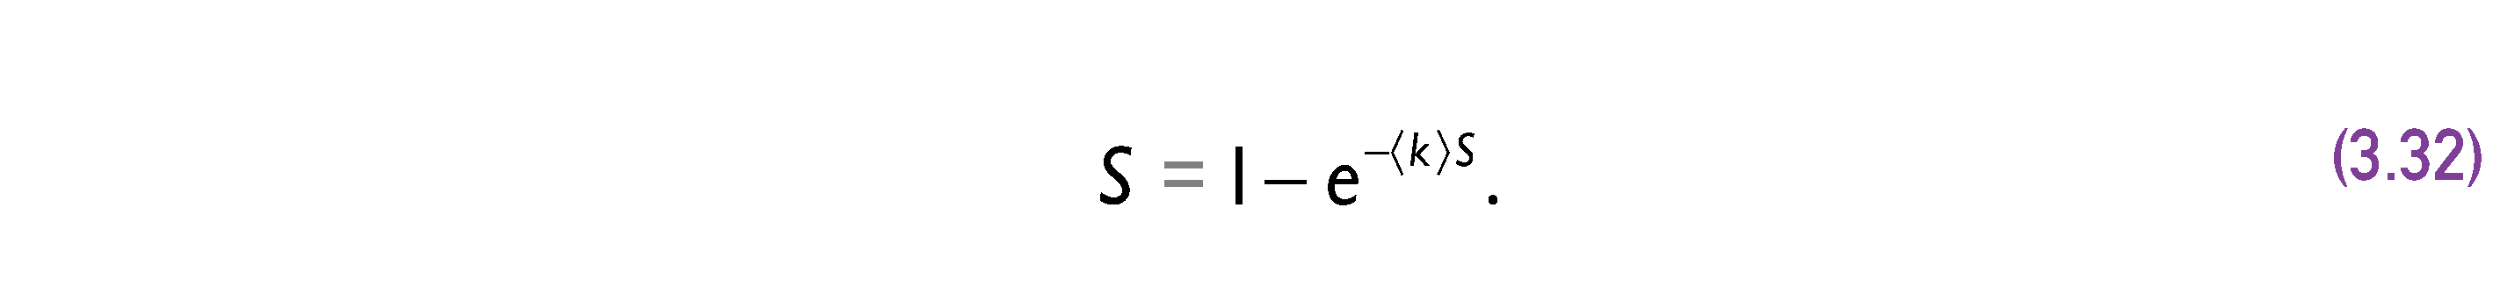 S = 1 − e^{−⟨k⟩S}. (3.32)